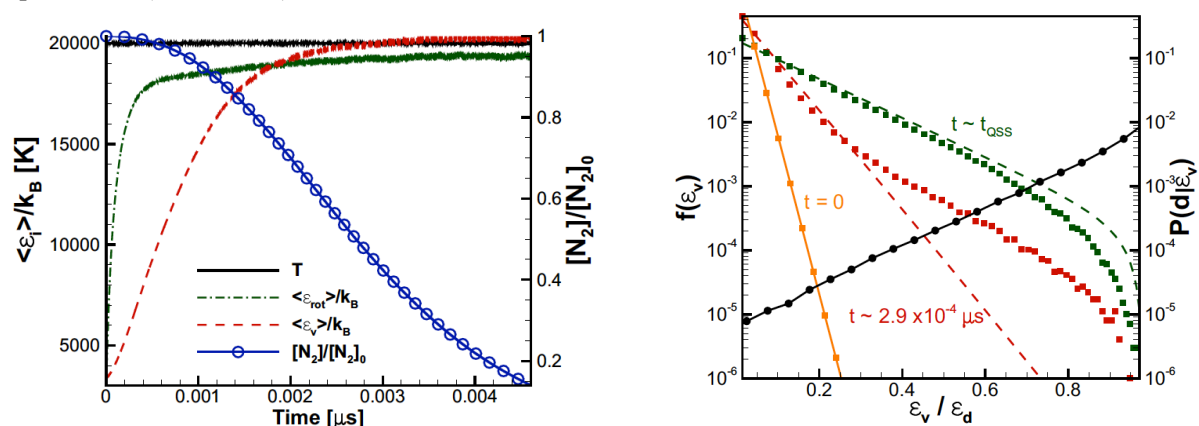 20000
15000
10000
5000
<ε_i>/k_B [K]
T
<ε_rot>/k_B
<ε_v>/k_B
[N₂]/[N₂]₀
0 0.001 0.002 0.003 0.004
Time [μs]
1
0.8
0.6
0.4
0.2
[N₂]/[N₂]₀
10⁻¹
10⁻²
10⁻³
10⁻⁴
10⁻⁵
10⁻⁶
f(ε_v)
t ~ t_QSS
t = 0
t ~ 2.9 x10⁻⁴ μs
0.2 0.4 0.6 0.8
ε_v / ε_d
10⁻¹
10⁻²
10⁻³
10⁻⁴
10⁻⁵
10⁻⁶
P(d|ε_v)